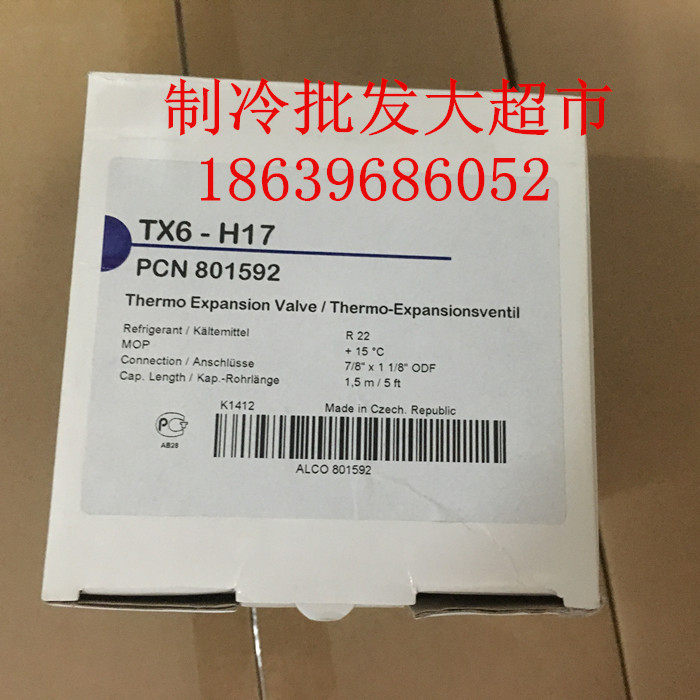 制冷批发大超市
18639686052
TX6 - H17
PCN 801592
Thermo Expansion Valve / Thermo-Expansionsventil
Refrigerant / Kältemittel R 22
MOP + 15 °C
Connection / Anschlüsse 7/8" x 1 1/8" ODF
Cap. Length / Kap.-Rohrlänge 1,5 m / 5 ft
K1412 Made in Czech. Republic
AB28
ALCO 801592